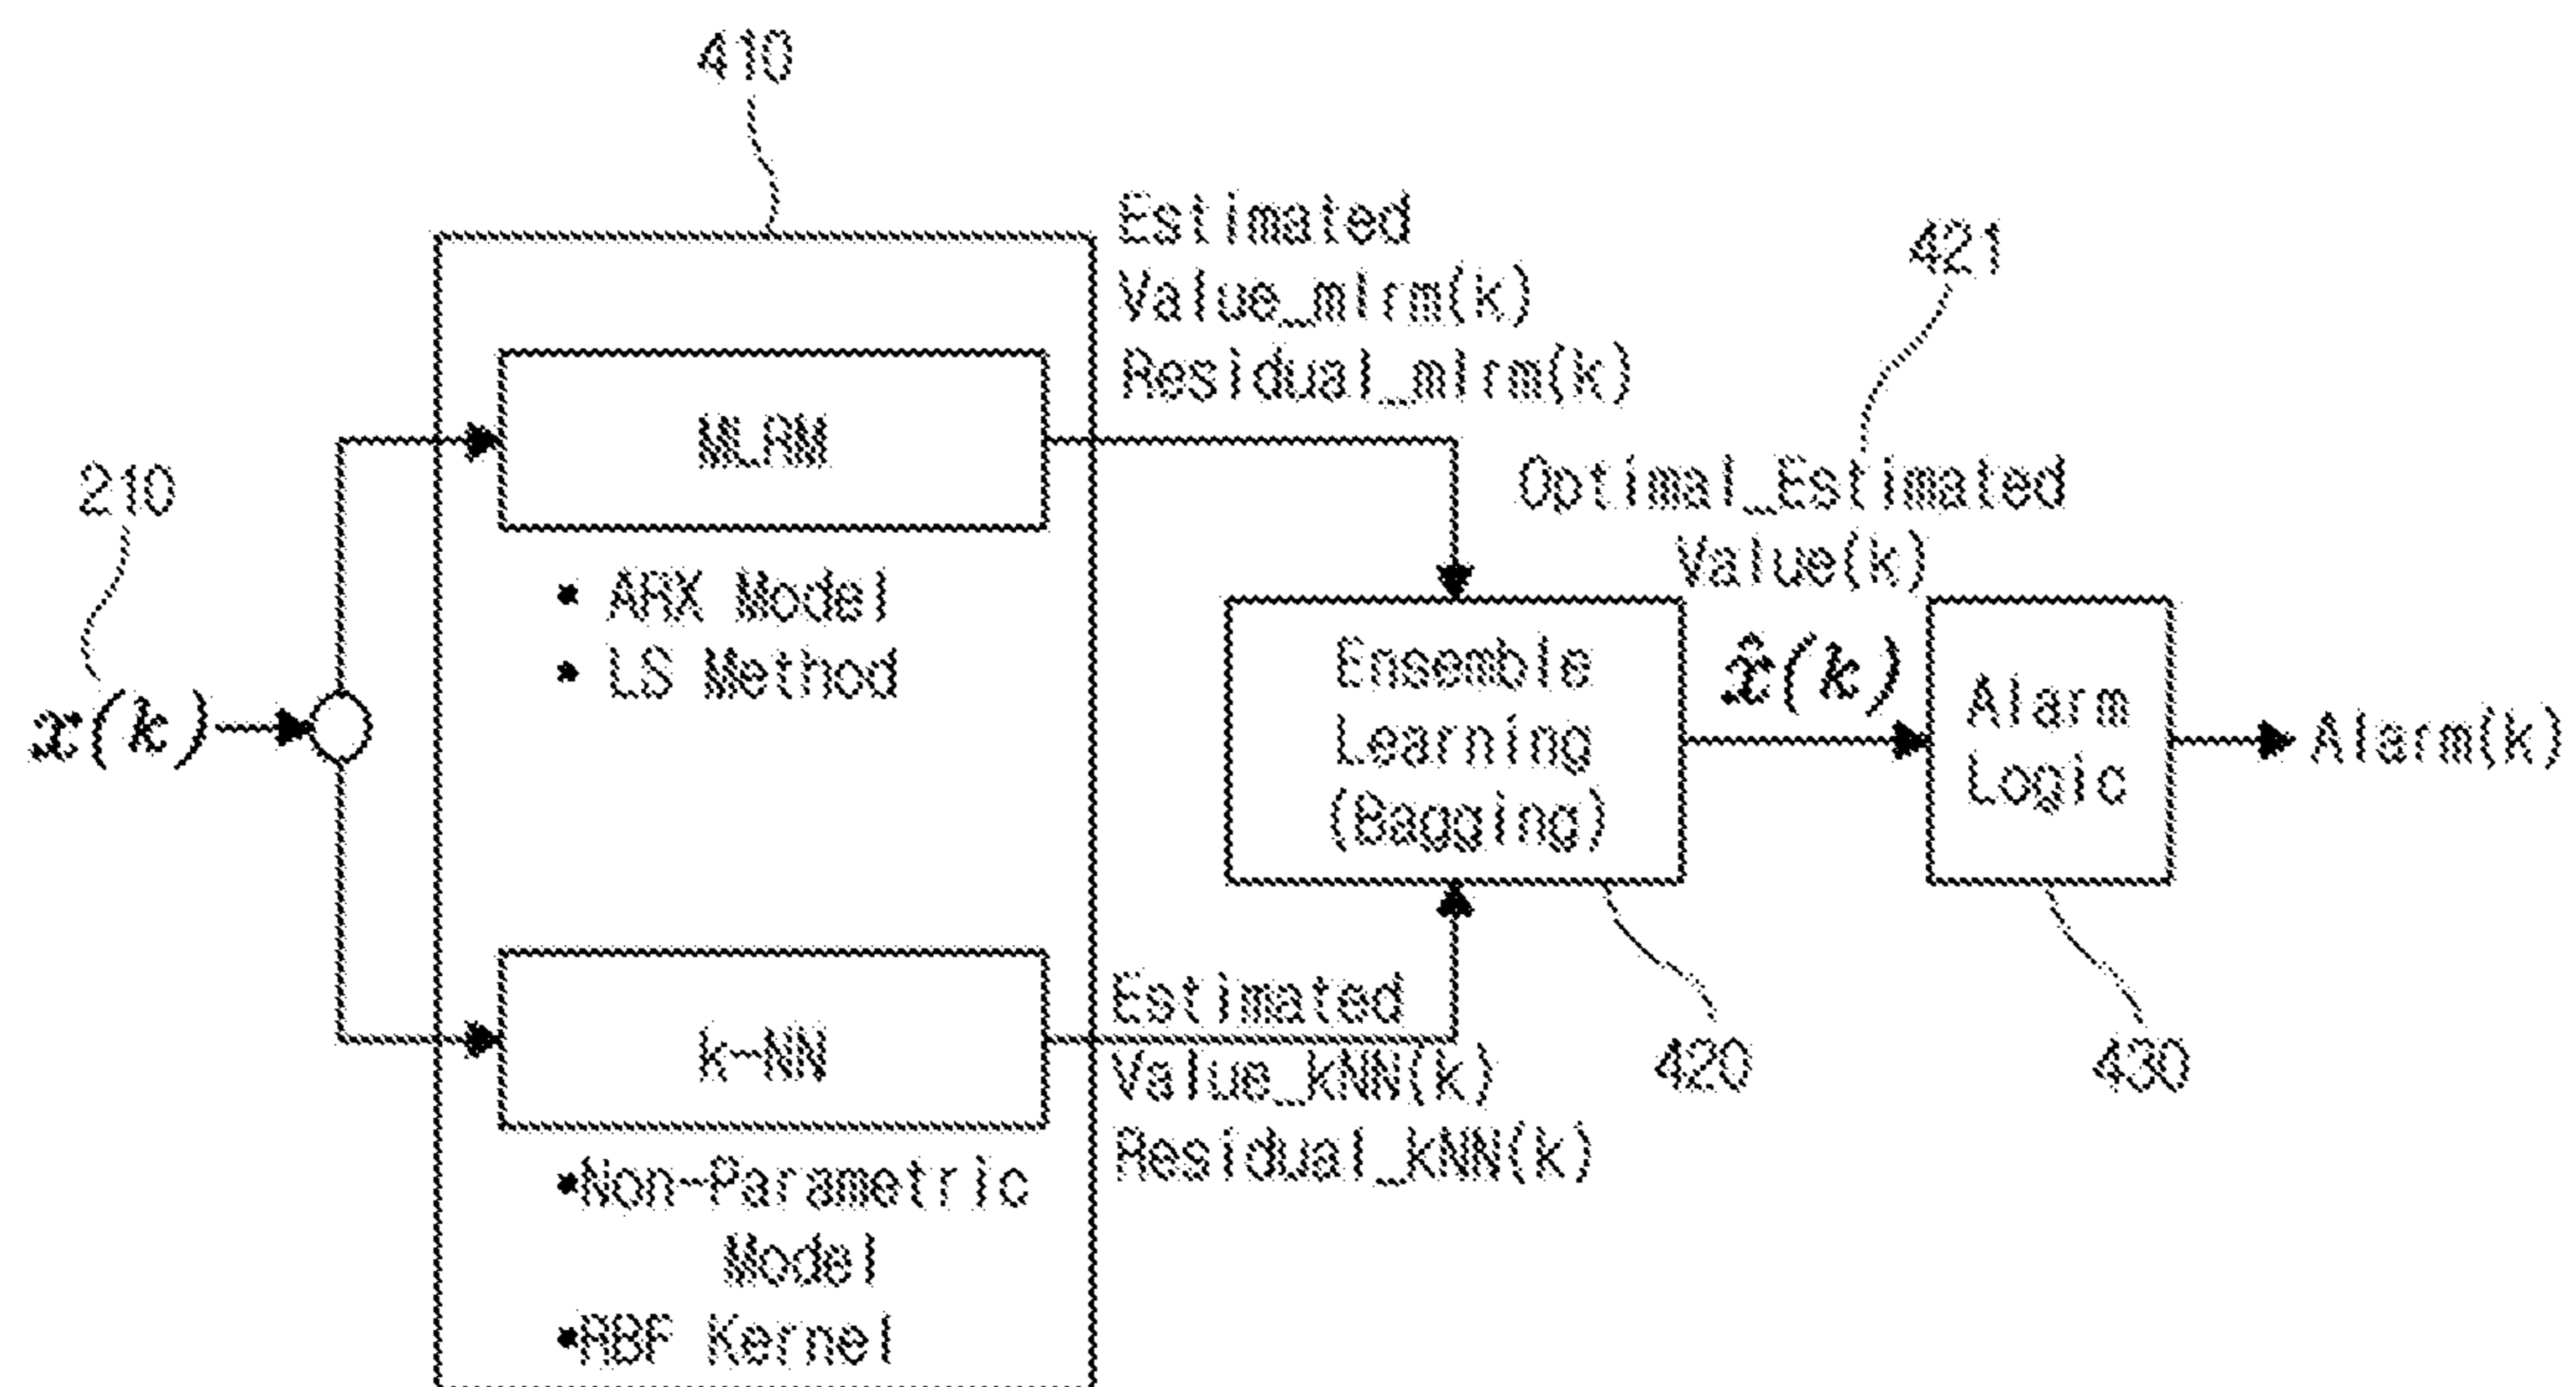 410
Estimated
Value_mlrm(k)
Residual_mlrm(k)
421
210
MLRM
• ARX Model
• LS Method
Optimal_Estimated
Value(k)
x(k)
Ensemble
Learning
(Bagging)
x̂(k)
Alarm
Logic
Alarm(k)
k-NN
Estimated
Value_kNN(k)
Residual_kNN(k)
420
430
•Non-Parametric
Model
•RBF Kernel